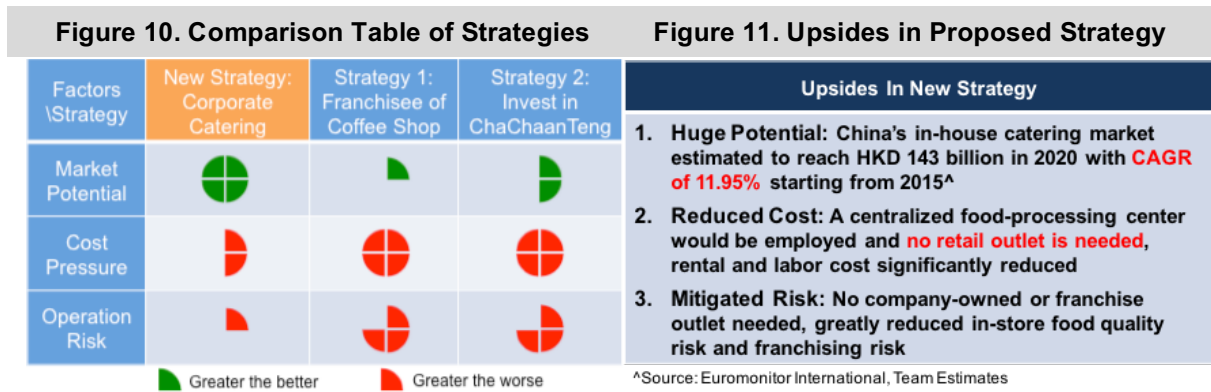 Figure 10. Comparison Table of Strategies
Factors
\Strategy
New Strategy:
Corporate
Catering
Strategy 1:
Franchisee of
Coffee Shop
Strategy 2:
Invest in
ChaChaanTeng
Market
Potential
Cost
Pressure
Operation
Risk
Greater the better
Greater the worse
Figure 11. Upsides in Proposed Strategy
Upsides In New Strategy
1. Huge Potential: China's in-house catering market
estimated to reach HKD 143 billion in 2020 with CAGR
of 11.95% starting from 2015^
2. Reduced Cost: A centralized food-processing center
would be employed and no retail outlet is needed,
rental and labor cost significantly reduced
3. Mitigated Risk: No company-owned or franchise
outlet needed, greatly reduced in-store food quality
risk and franchising risk
^Source: Euromonitor International, Team Estimates